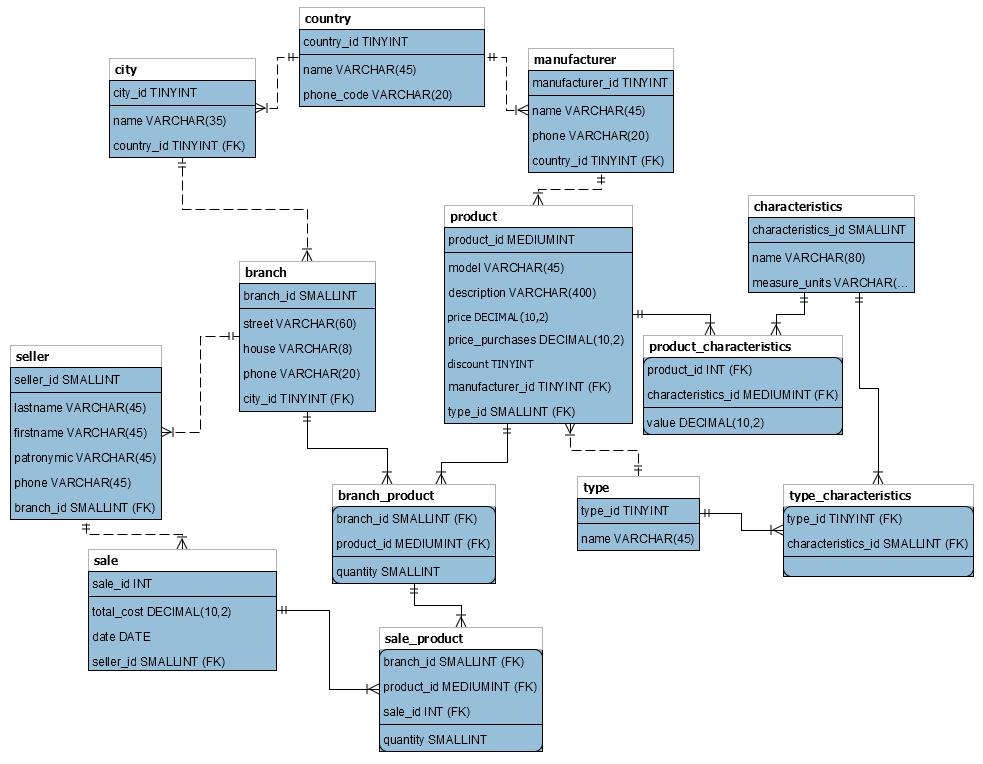 country
country_id TINYINT
name VARCHAR(45)
phone_code VARCHAR(20)
city
city_id TINYINT
name VARCHAR(35)
country_id TINYINT (FK)
manufacturer
manufacturer_id TINYINT
name VARCHAR(45)
phone VARCHAR(20)
country_id TINYINT (FK)
product
product_id MEDIUMINT
model VARCHAR(45)
description VARCHAR(400)
price DECIMAL(10,2)
price_purchases DECIMAL(10,2)
discount TINYINT
manufacturer_id TINYINT (FK)
type_id SMALLINT (FK)
characteristics
characteristics_id SMALLINT
name VARCHAR(80)
measure_units VARCHAR(...
branch
branch_id SMALLINT
street VARCHAR(60)
house VARCHAR(8)
phone VARCHAR(20)
city_id TINYINT (FK)
product_characteristics
product_id INT (FK)
characteristics_id MEDIUMINT (FK)
value DECIMAL(10,2)
seller
seller_id SMALLINT
lastname VARCHAR(45)
firstname VARCHAR(45)
patronymic VARCHAR(45)
phone VARCHAR(45)
branch_id SMALLINT (FK)
branch_product
branch_id SMALLINT (FK)
product_id MEDIUMINT (FK)
quantity SMALLINT
type
type_id TINYINT
name VARCHAR(45)
type_characteristics
type_id TINYINT (FK)
characteristics_id SMALLINT (FK)
sale
sale_id INT
total_cost DECIMAL(10,2)
date DATE
seller_id SMALLINT (FK)
sale_product
branch_id SMALLINT (FK)
product_id MEDIUMINT (FK)
sale_id INT (FK)
quantity SMALLINT